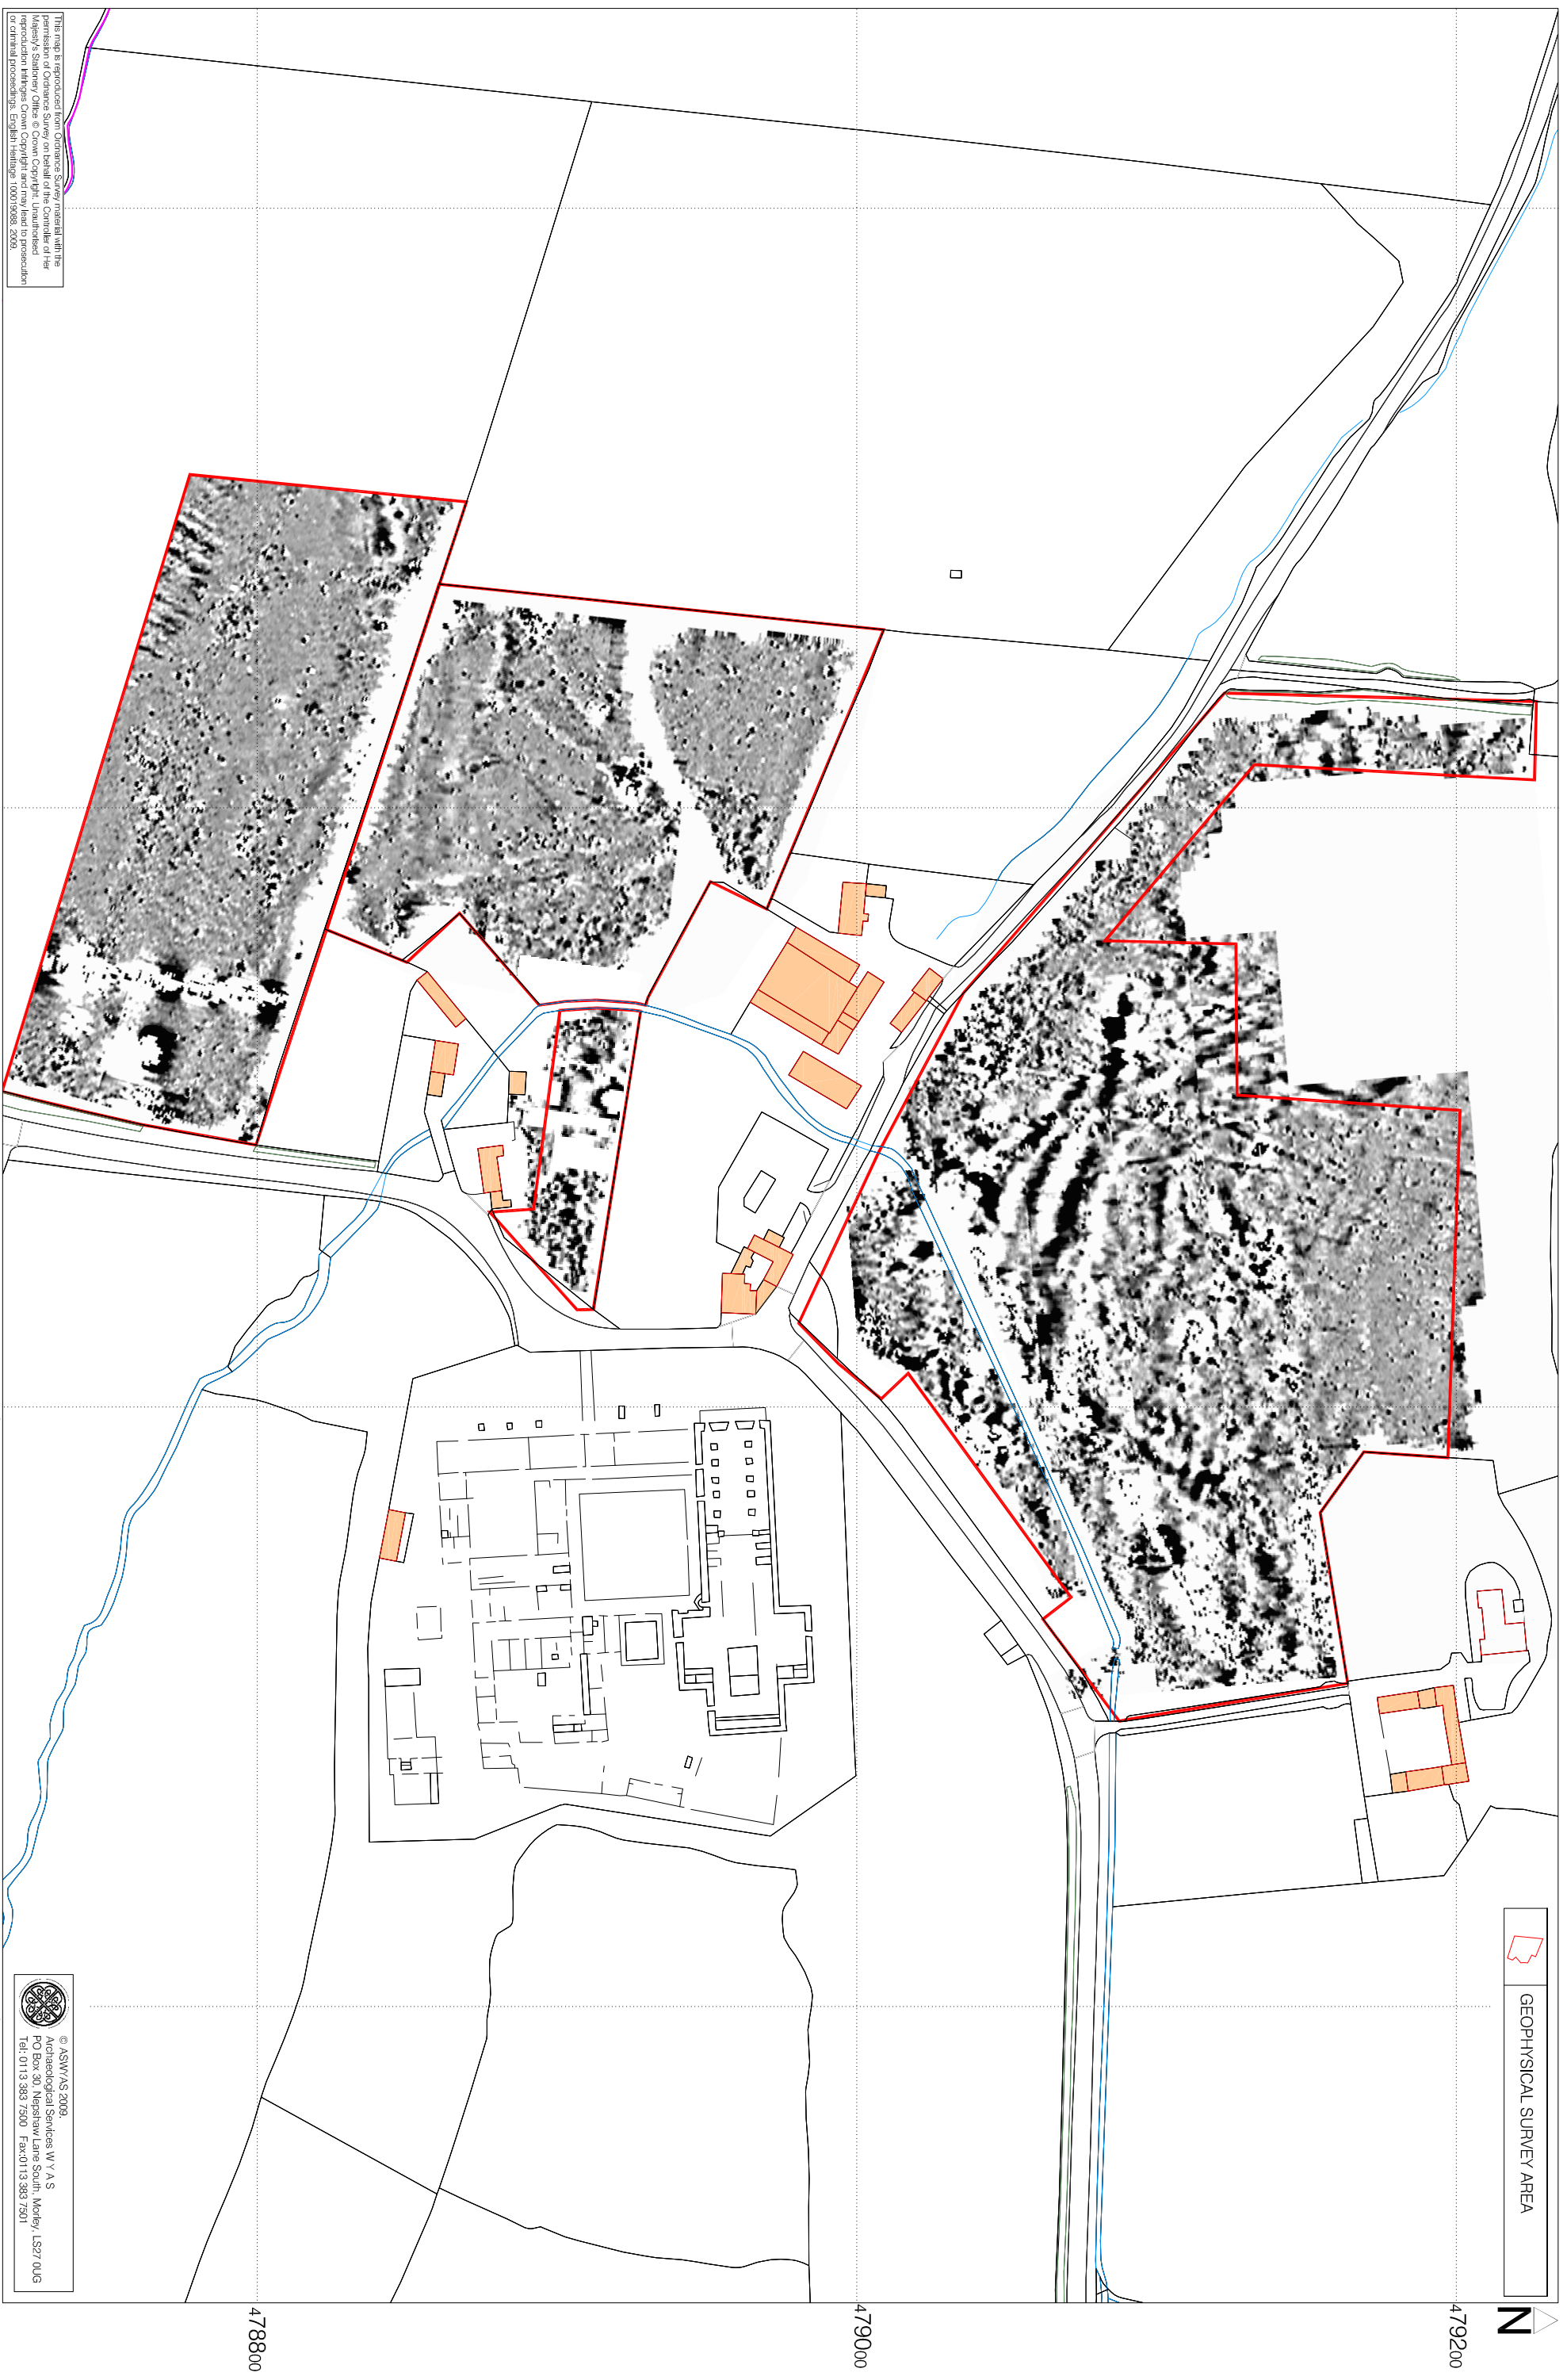 This map is reproduced from Ordnance Survey material with the
permission of Ordnance Survey on behalf of the Controller of Her
Majesty's Stationery Office © Crown Copyright. Unauthorised
reproduction infringes Crown Copyright and may lead to prosecution
or criminal proceedings. English Heritage 100019088. 2009.
GEOPHYSICAL SURVEY AREA
N
479200
479000
478800
© ASWYAS 2009.
Archaeological Services W Y A S
PO Box 30, Nepshaw Lane South, Morley, LS27 0UG
Tel: 0113 383 7500 Fax:0113 383 7501